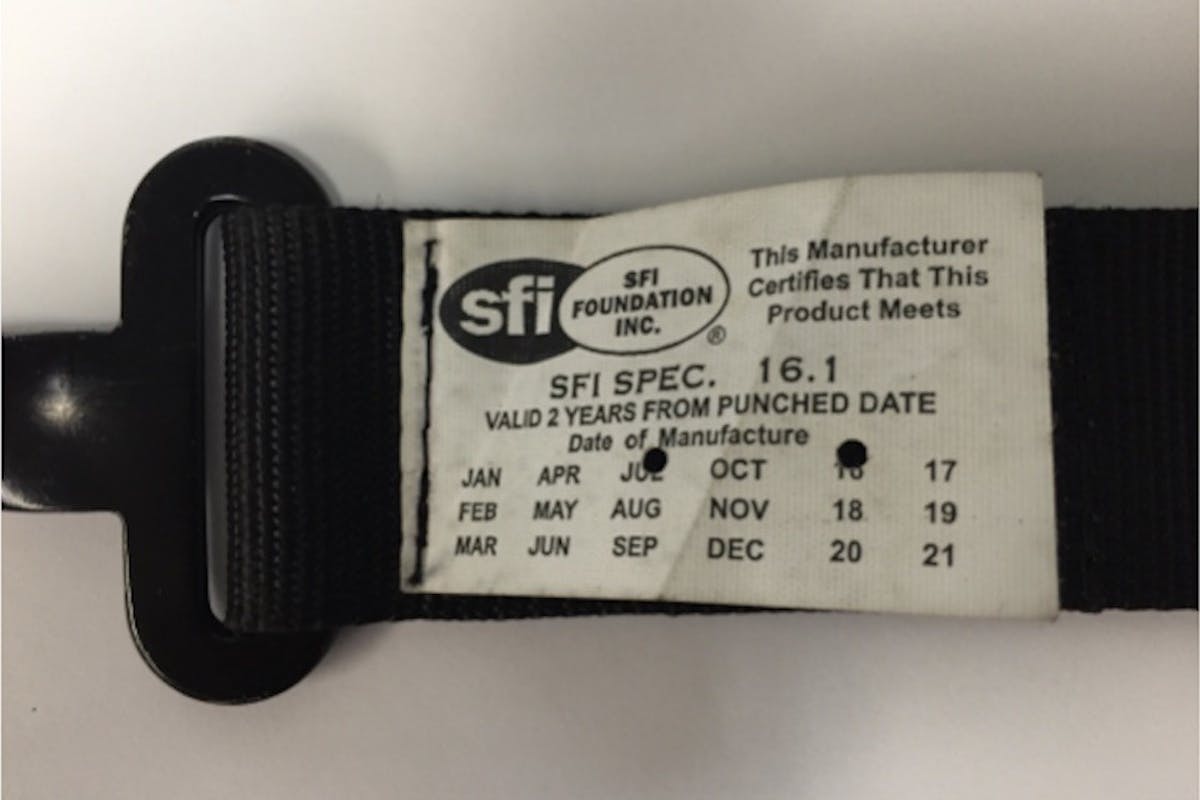 sfi
SFI
FOUNDATION
INC.
®
This Manufacturer
Certifies That This
Product Meets
SFI SPEC. 16.1
VALID 2 YEARS FROM PUNCHED DATE
Date of Manufacture
JAN APR JUL OCT 16 17
FEB MAY AUG NOV 18 19
MAR JUN SEP DEC 20 21